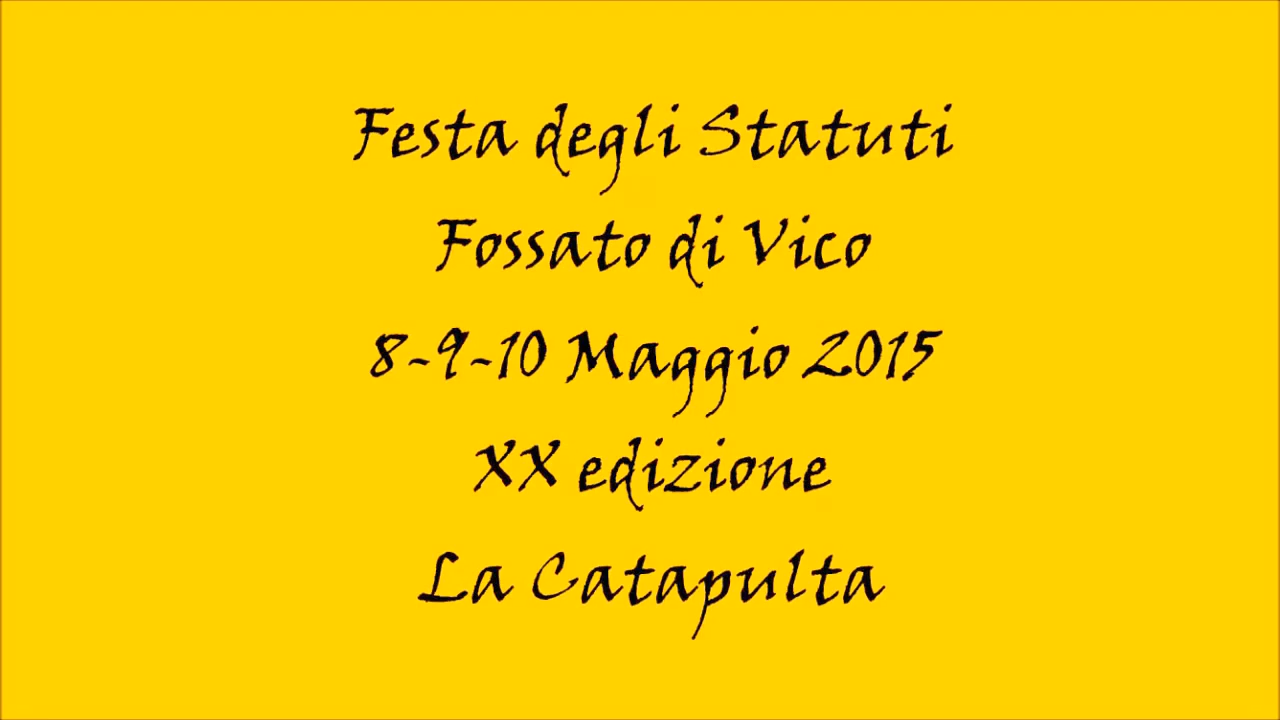 Festa degli Statuti
Fossato di Vico
8-9-10 Maggio 2015
XX edizione
La Catapulta